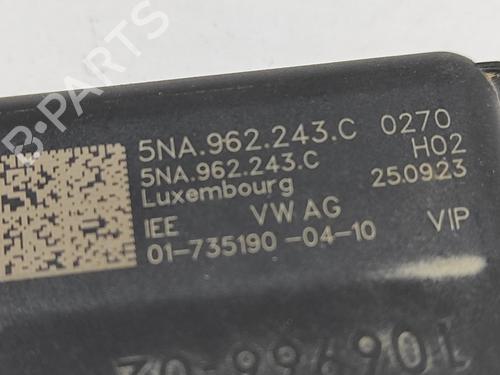 5NA.962.243.C 0270
5NA.962.243.C H02
Luxembourg 25.09.23
IEE VW AG
01-735190-04-10 VIP
B-PARTS